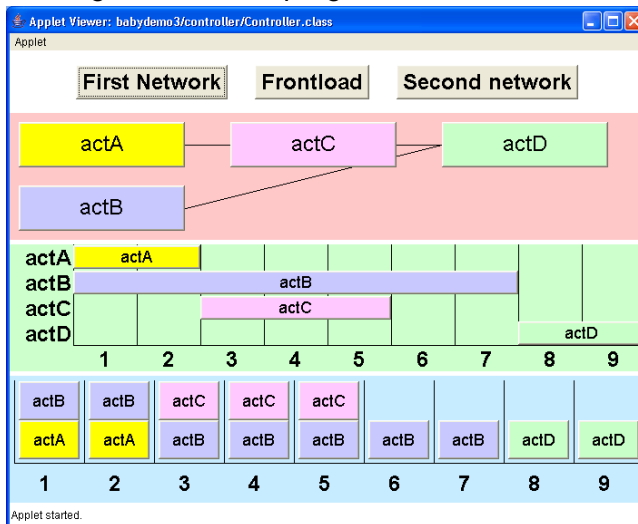 Applet Viewer: babydemo3/controller/Controller.class
Applet
First Network Frontload Second network
actA actC actD
actB
actA actA
actB actB
actC actC
actD actD
1 2 3 4 5 6 7 8 9
actB actB actC actC actC
actA actA actB actB actB actB actB actD actD
1 2 3 4 5 6 7 8 9
Applet started.